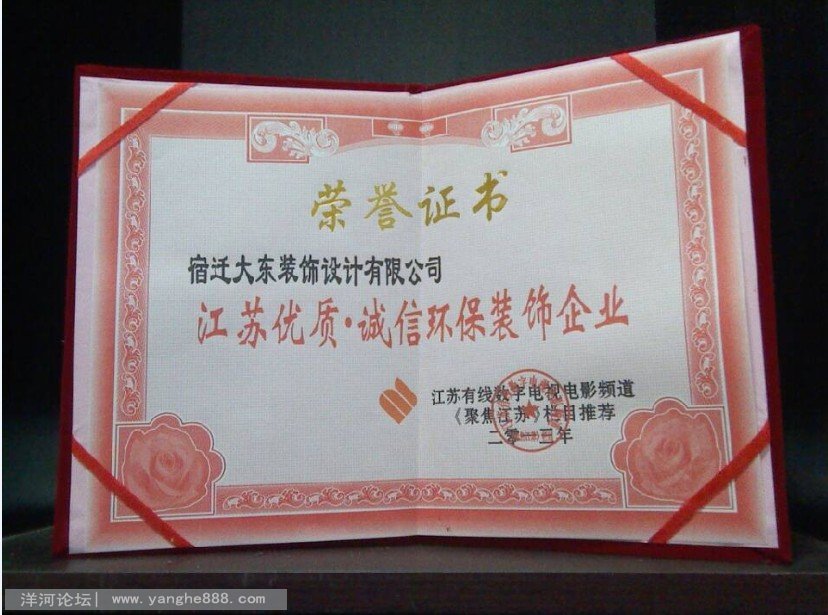 荣誉证书
宿迁大东装饰设计有限公司
江苏优质·诚信环保装饰企业
江苏有线数字电视电影频道
《聚焦江苏》栏目推荐
二零一三年
洋河论坛| www.yanghe888.com